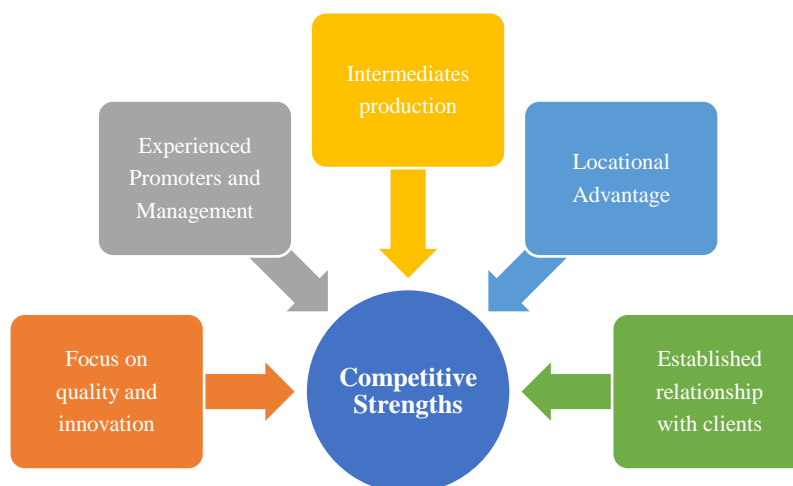 Intermediates
production
Experienced
Promoters and
Management
Locational
Advantage
Focus on
quality and
innovation
Competitive
Strengths
Established
relationship
with clients